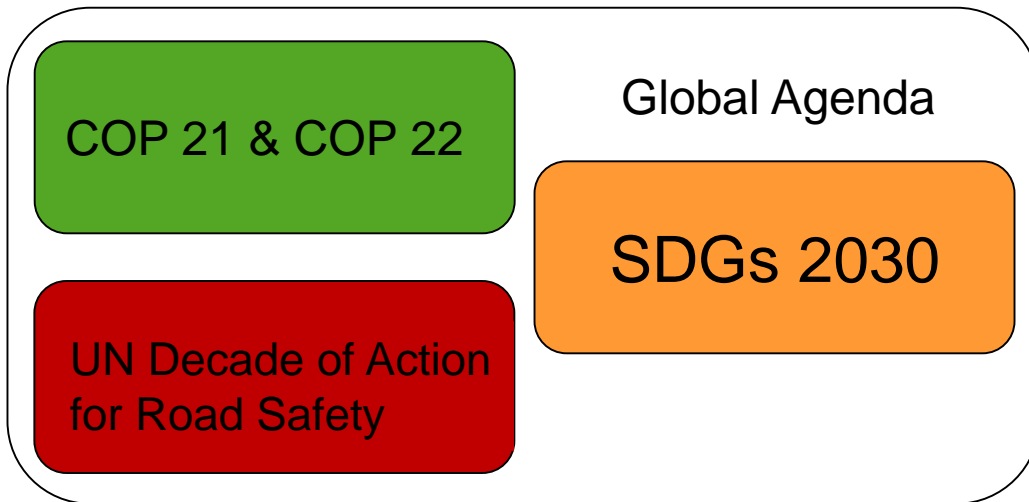 Global Agenda
COP 21 & COP 22
SDGs 2030
UN Decade of Action
for Road Safety